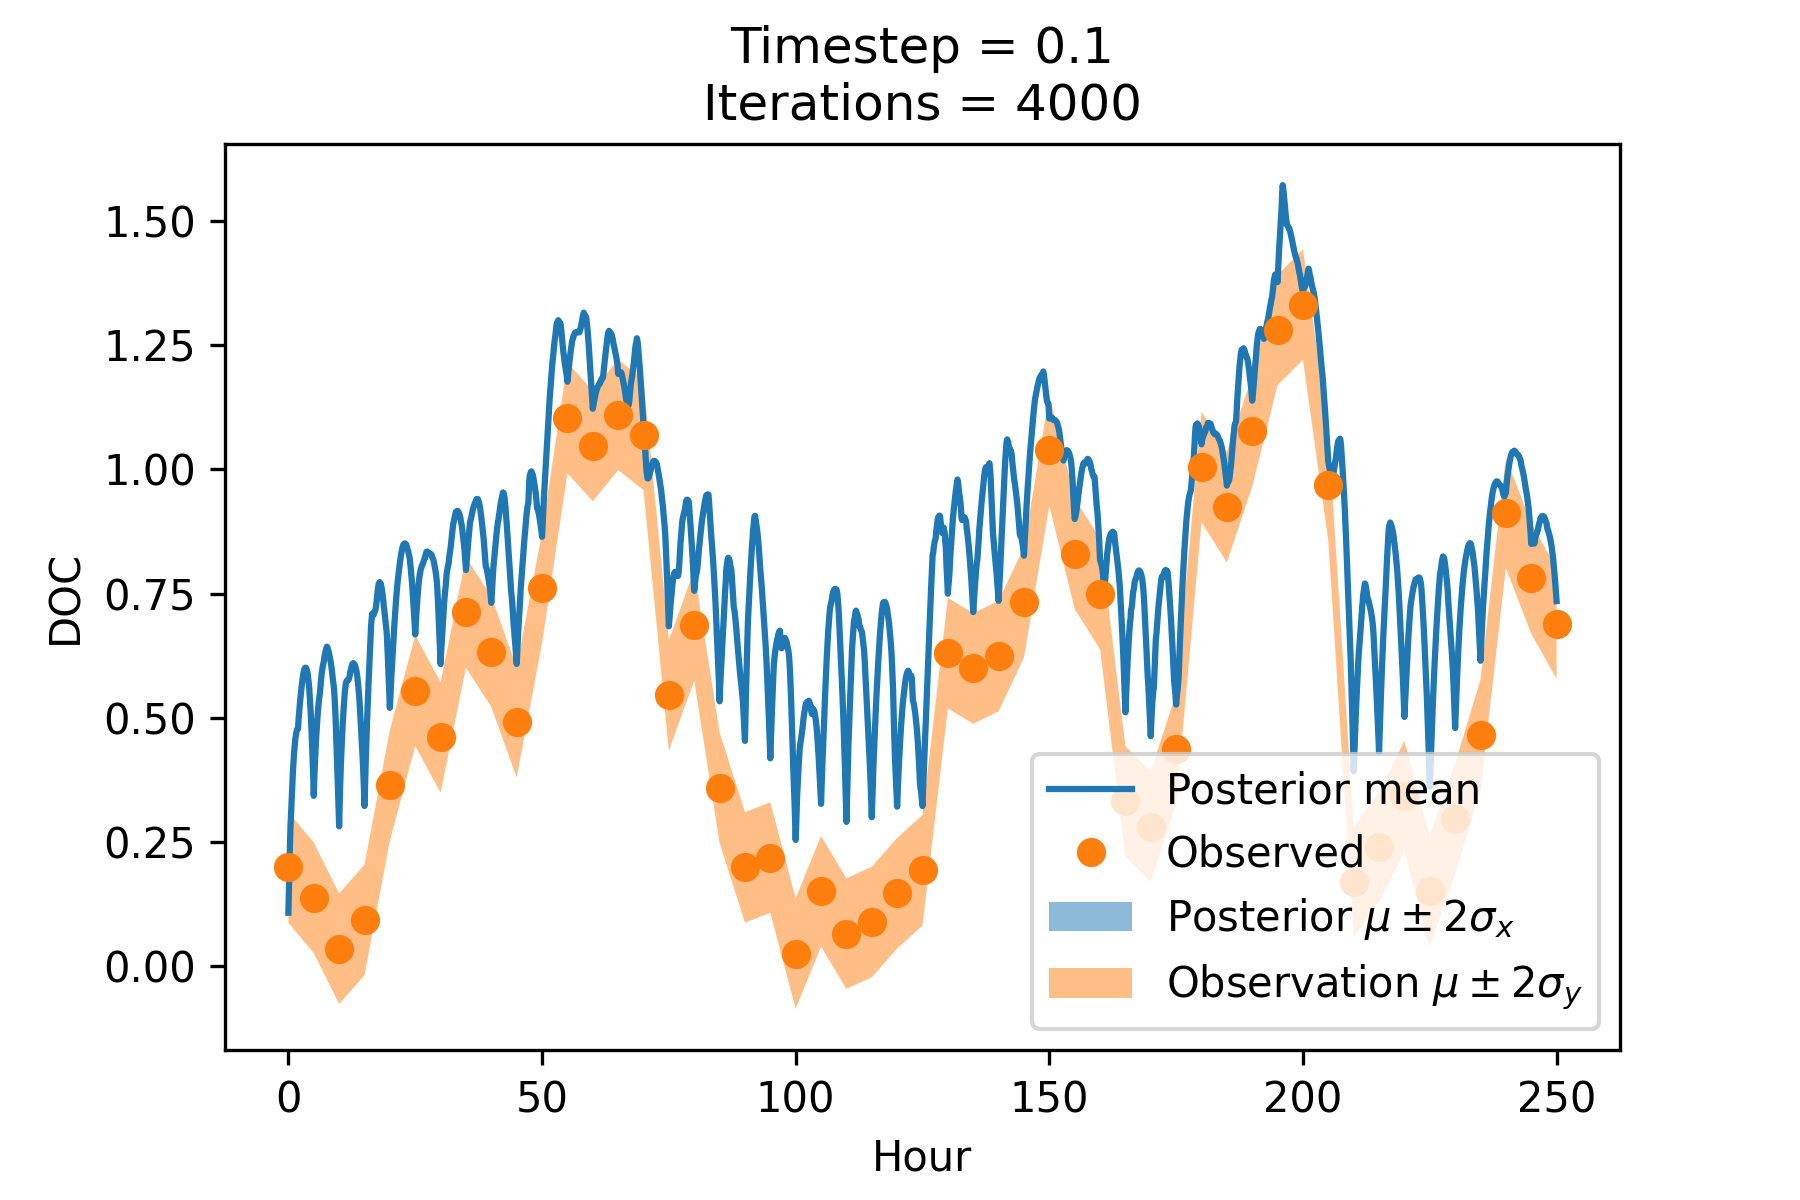 Timestep = 0.1
Iterations = 4000
DOC
1.50
1.25
1.00
0.75
0.50
0.25
0.00
Posterior mean
Observed
Posterior μ ± 2σₓ
Observation μ ± 2σ_y
0 50 100 150 200 250
Hour